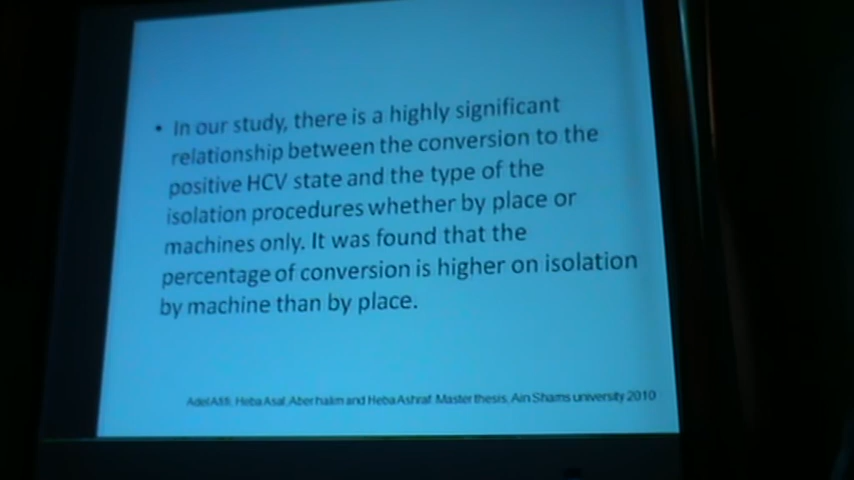 • In our study, there is a highly significant
relationship between the conversion to the
positive HCV state and the type of the
isolation procedures whether by place or
machines only. It was found that the
percentage of conversion is higher on isolation
by machine than by place.
Adel Afifi, Heba Asaf, Aber halim and Heba Ashraf. Master thesis, Ain Shams university 2010